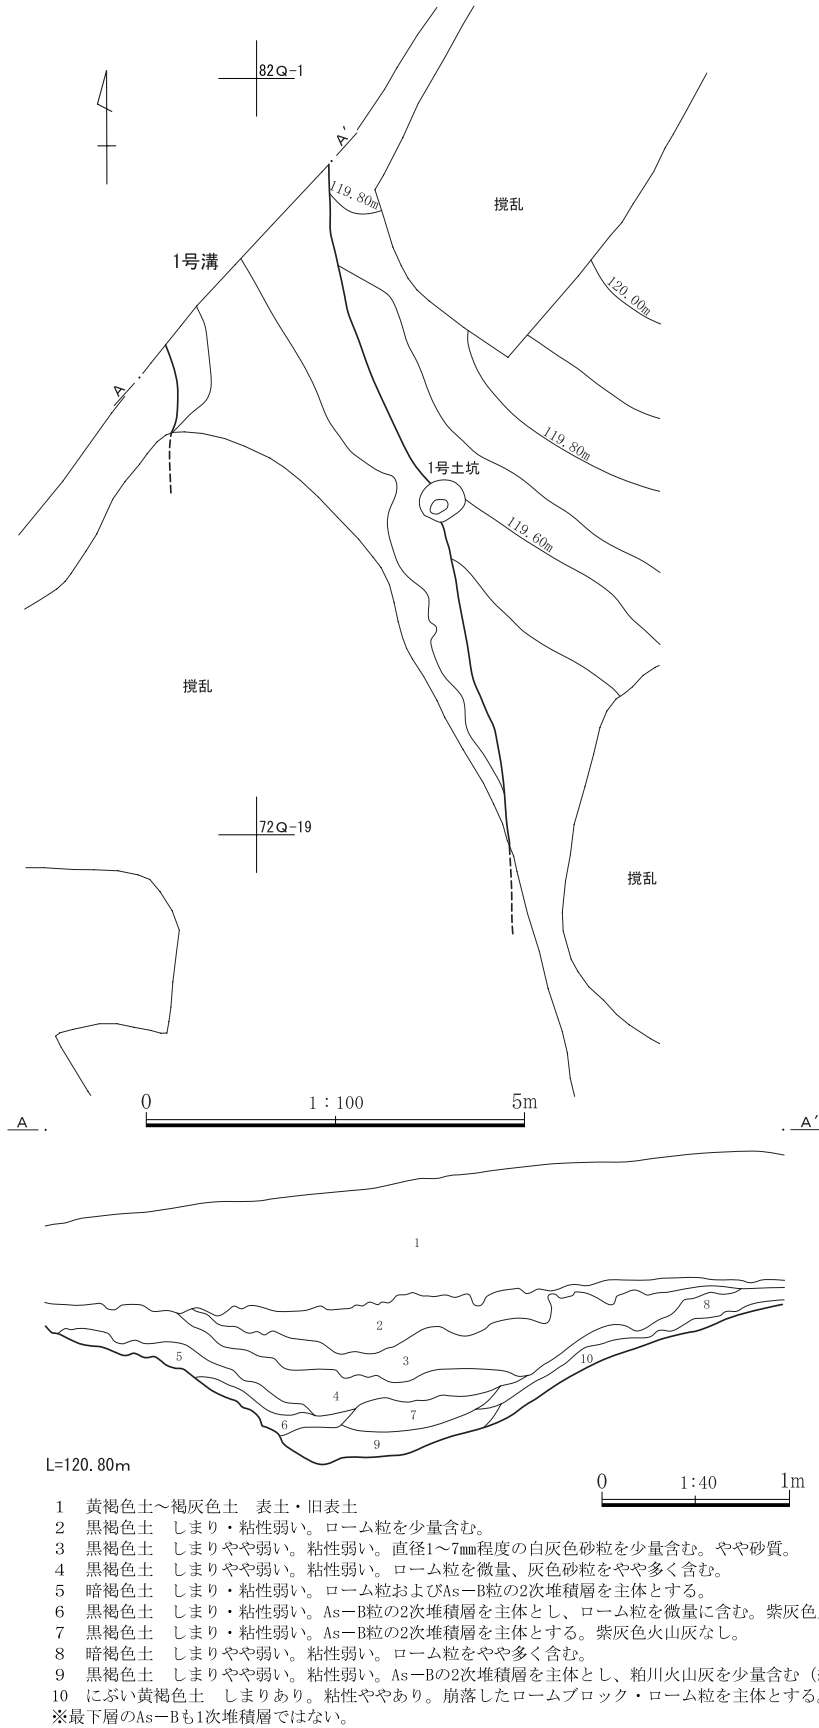 82Q-1
A′
119.80m
撹乱
1号溝
120.00m
A
119.80m
1号土坑
119.60m
撹乱
72Q-19
撹乱
0 1：100 5m
A A′
1
2
3
4
5
6
7
8
9
10
L=120.80m
0 1:40 1m
1 黄褐色土～褐灰色土 表土・旧表土
2 黒褐色土 しまり・粘性弱い。ローム粒を少量含む。
3 黒褐色土 しまりやや弱い。粘性弱い。直径1～7㎜程度の白灰色砂粒を少量含む。やや砂質。
4 黒褐色土 しまりやや弱い。粘性弱い。ローム粒を微量、灰色砂粒をやや多く含む。
5 暗褐色土 しまり・粘性弱い。ローム粒およびAs－B粒の2次堆積層を主体とする。
6 黒褐色土 しまり・粘性弱い。As－B粒の2次堆積層を主体とし、ローム粒を微量に含む。紫灰色
7 黒褐色土 しまり・粘性弱い。As－B粒の2次堆積層を主体とする。紫灰色火山灰なし。
8 暗褐色土 しまりやや弱い。粘性弱い。ローム粒をやや多く含む。
9 黒褐色土 しまりやや弱い。粘性弱い。As－Bの2次堆積層を主体とし、粕川火山灰を少量含む（
10 にぶい黄褐色土 しまりあり。粘性ややあり。崩落したロームブロック・ローム粒を主体とする。
※最下層のAs－Bも1次堆積層ではない。